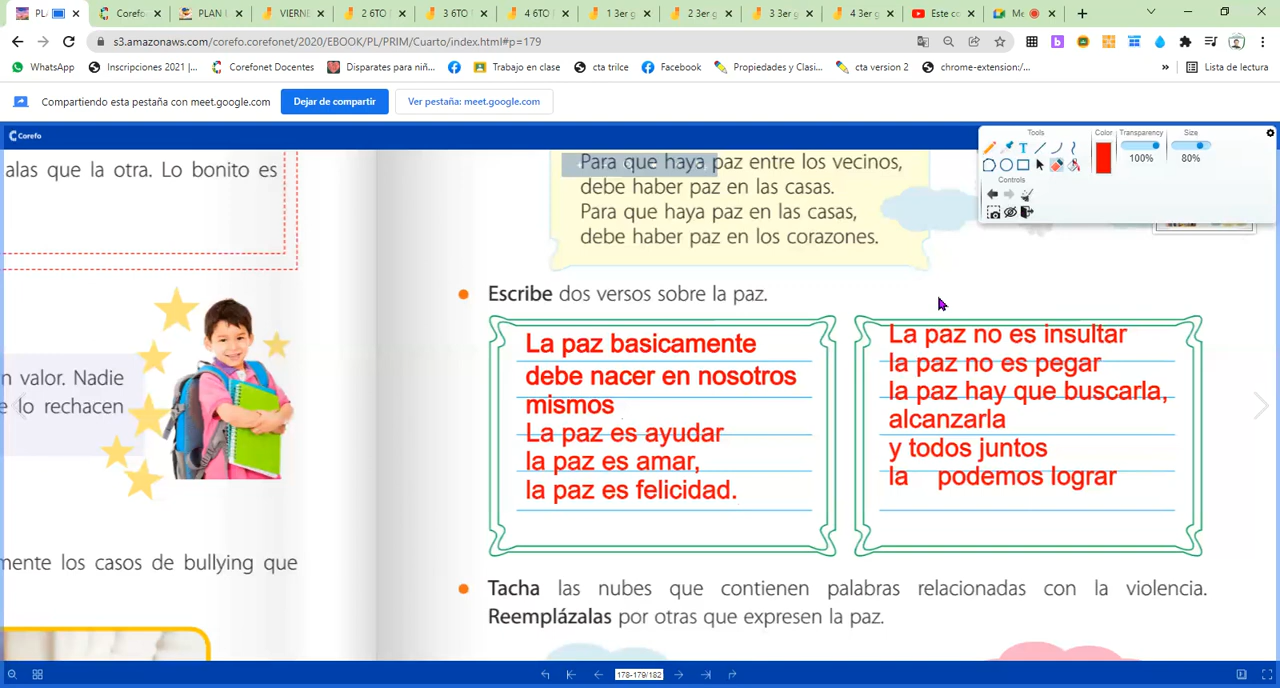 PL/
Corefo
PLAN L
VIERNE
2 6TO
3 6TO
4 6TO
1 3er g
2 3er g
3 3er g
4 3er g
Este co
Me
s3.amazonaws.com/corefo.corefonet/2020/EBOOK/PL/PRIM/Cuarto/index.html#p=179
WhatsApp
Inscripciones 2021 |...
Corefonet Docentes
Disparates para niñ...
Trabajo en clase
cta trilce
Facebook
Propiedades y Clasi...
cta version 2
chrome-extension:/...
»
Lista de lectura
Compartiendo esta pestaña con meet.google.com
Dejar de compartir
Ver pestaña: meet.google.com
Corefo
Tools
Color
Transparency
Size
100%
80%
Controls
alas que la otra. Lo bonito es
n valor. Nadie
e lo rechacen
mente los casos de bullying que
Para que haya paz entre los vecinos,
debe haber paz en las casas.
Para que haya paz en las casas,
debe haber paz en los corazones.
Escribe dos versos sobre la paz.
La paz basicamente
debe nacer en nosotros
mismos
La paz es ayudar
la paz es amar,
la paz es felicidad.
La paz no es insultar
la paz no es pegar
la paz hay que buscarla,
alcanzarla
y todos juntos
la podemos lograr
Tacha las nubes que contienen palabras relacionadas con la violencia.
Reemplázalas por otras que expresen la paz.
178-179/182